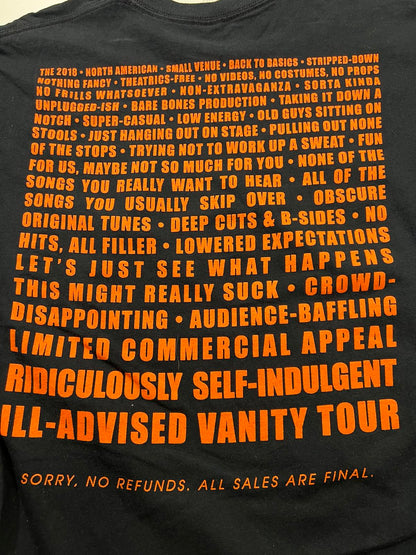 THE 2018 • NORTH AMERICAN • SMALL VENUE • BACK TO BASICS • STRIPPED-DOWN
NOTHING FANCY • THEATRICS-FREE • NO VIDEOS, NO COSTUMES, NO PROPS
NO FRILLS WHATSOEVER • NON-EXTRAVAGANZA • SORTA KINDA
UNPLUGGED-ISH • BARE BONES PRODUCTION • TAKING IT DOWN A
NOTCH • SUPER-CASUAL • LOW ENERGY • OLD GUYS SITTING ON
STOOLS • JUST HANGING OUT ON STAGE • PULLING OUT NONE
OF THE STOPS • TRYING NOT TO WORK UP A SWEAT • FUN
FOR US, MAYBE NOT SO MUCH FOR YOU • NONE OF THE
SONGS YOU REALLY WANT TO HEAR • ALL OF THE
SONGS YOU USUALLY SKIP OVER • OBSCURE
ORIGINAL TUNES • DEEP CUTS & B-SIDES • NO
HITS, ALL FILLER • LOWERED EXPECTATIONS
LET'S JUST SEE WHAT HAPPENS
THIS MIGHT REALLY SUCK • CROWD-
DISAPPOINTING • AUDIENCE-BAFFLING
LIMITED COMMERCIAL APPEAL
RIDICULOUSLY SELF-INDULGENT
ILL-ADVISED VANITY TOUR
SORRY, NO REFUNDS. ALL SALES ARE FINAL.